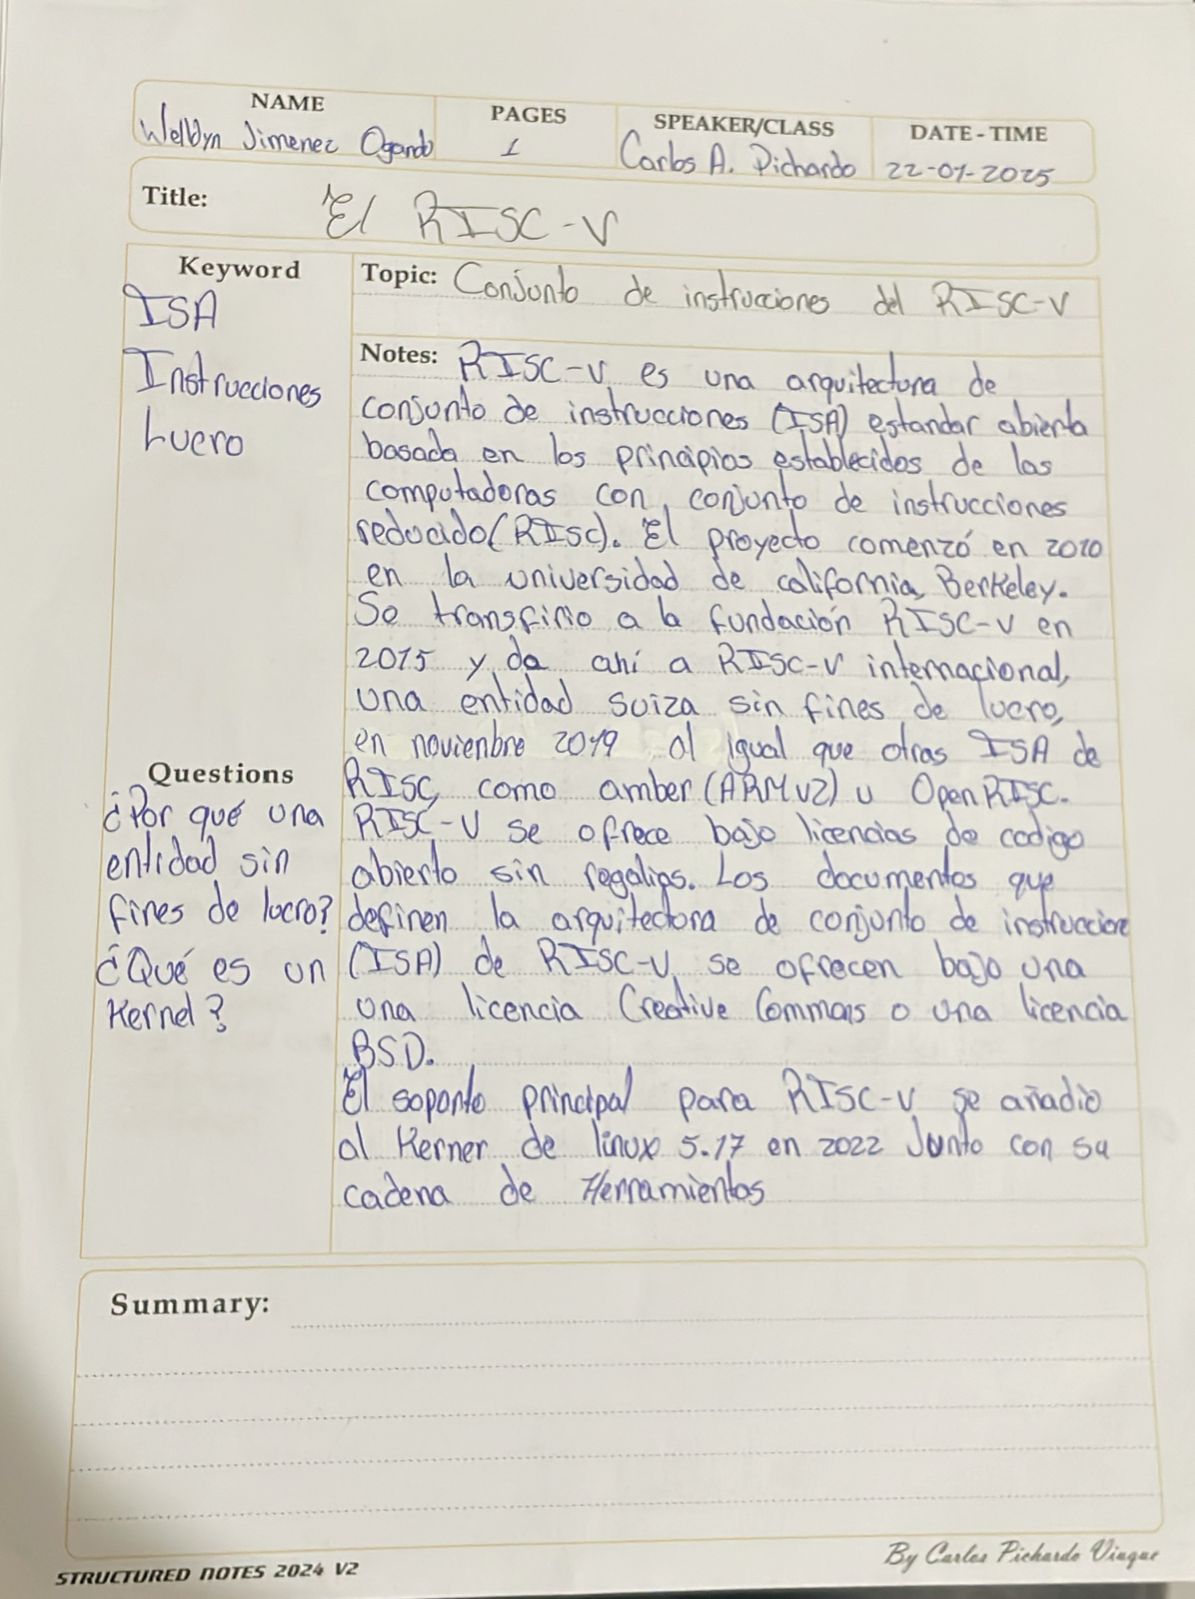 NAME
PAGES
SPEAKER/CLASS
DATE - TIME
Weldyn Jimenez Ogando
1
Carlos A. Pichardo
22-01-2025
Title: El RISC-V
Keyword
ISA
Instrucciones
Lucro
Topic: Conjunto de instrucciones del RISC-V
Notes: RISC-V es una arquitectura de
conjunto de instrucciones (ISA) estandar abierta
basada en los principios establecidos de las
computadoras con conjunto de instrucciones
reducido(RISC). El proyecto comenzó en 2010
en la universidad de california, Berkeley.
Se transfirio a la fundación RISC-V en
2015 y da ahí a RISC-V internacional,
una entidad suiza sin fines de lucro,
en novienbre 2019 al igual que otras ISA de
RISC, como amber (ARMv2) u OpenRISC.
RISC-V se ofrece bajo licencias de codigo
abierto sin regalias. Los documentos que
definen la arquitectura de conjunto de instruccione
(ISA) de RISC-V, se ofrecen bajo una
una licencia Creative Commons o una licencia
BSD.
El soporte principal para RISC-V se añadio
al Kerner de linux 5.17 en 2022 Junto con su
cadena de Herramientas
Questions
¿Por qué una
entidad sin
fines de lucro?
¿Qué es un
Kernel?
Summary:
STRUCTURED NOTES 2024 V2
By Carlos Pichardo Viuque